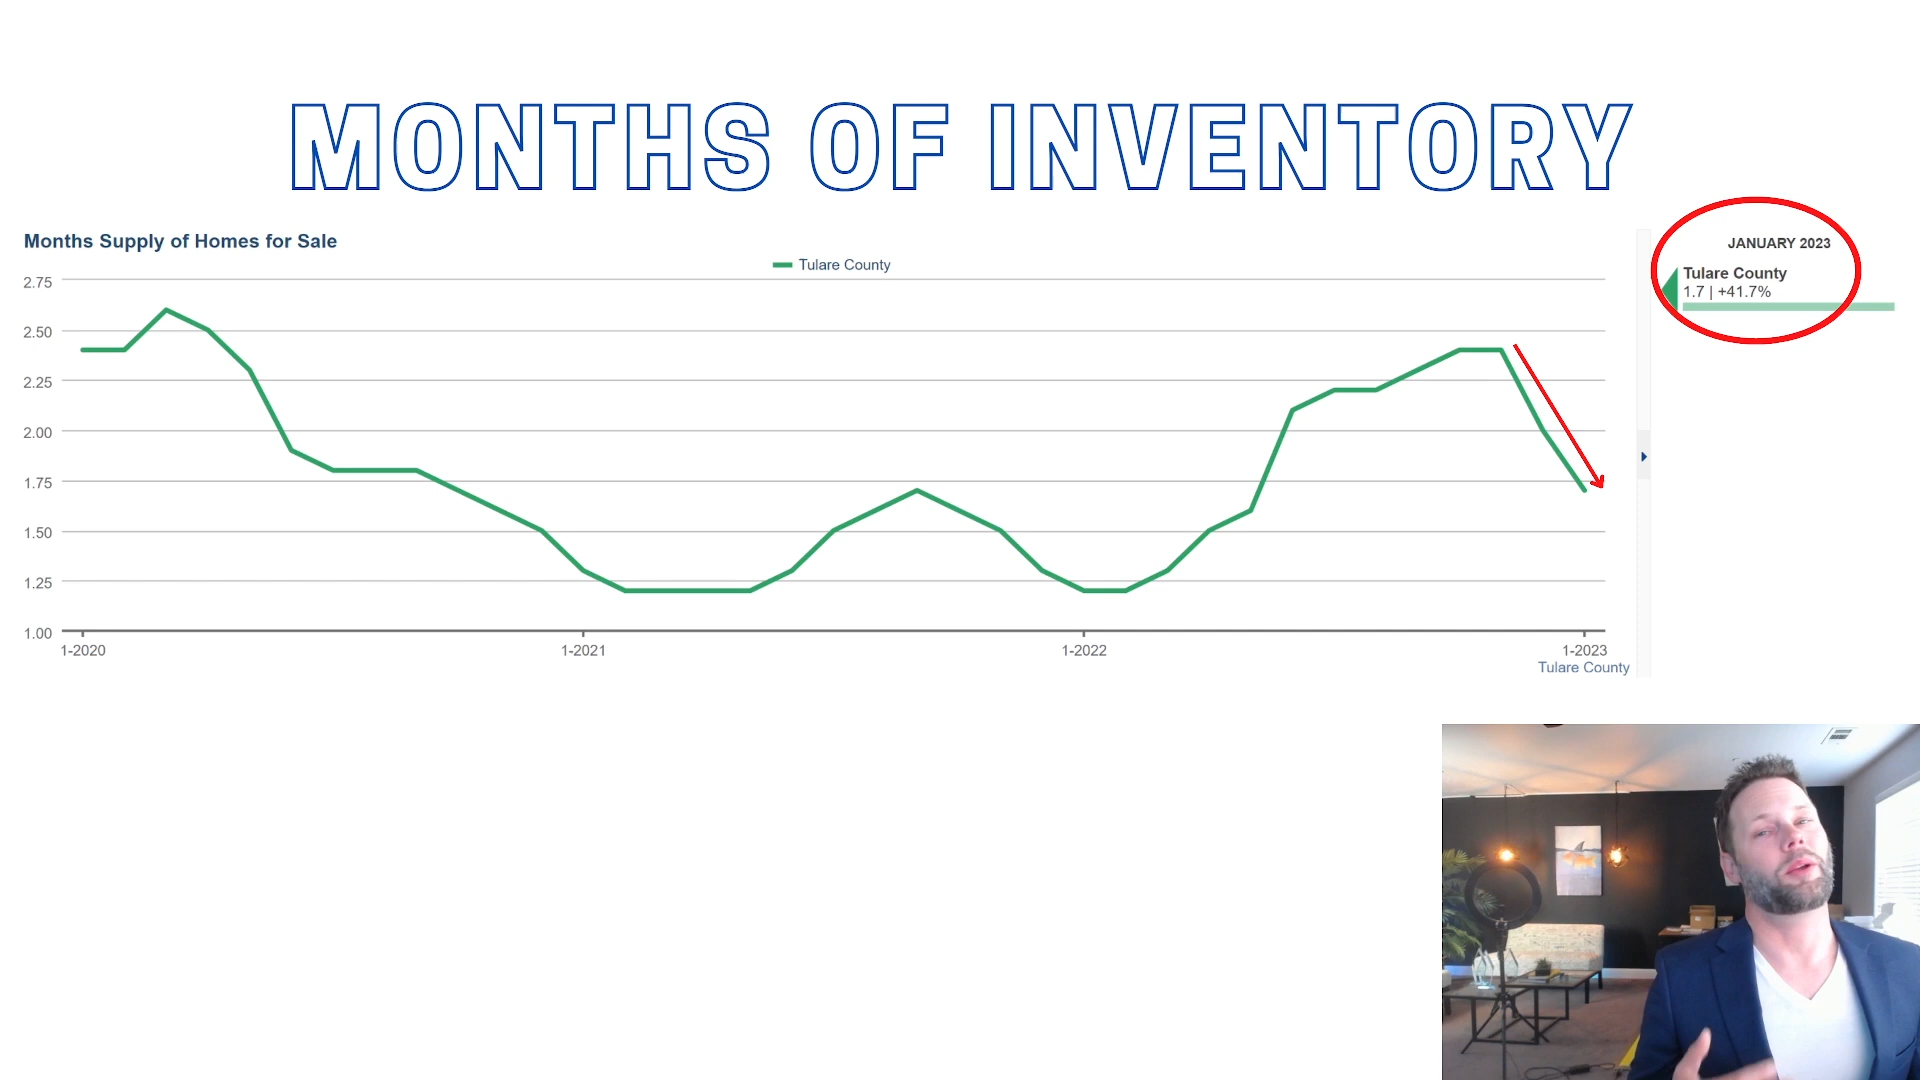 MONTHS OF INVENTORY
Months Supply of Homes for Sale
Tulare County
2.75
2.50
2.25
2.00
1.75
1.50
1.25
1.00
1-2020
1-2021
1-2022
1-2023
Tulare County
JANUARY 2023
Tulare County
1.7 | +41.7%